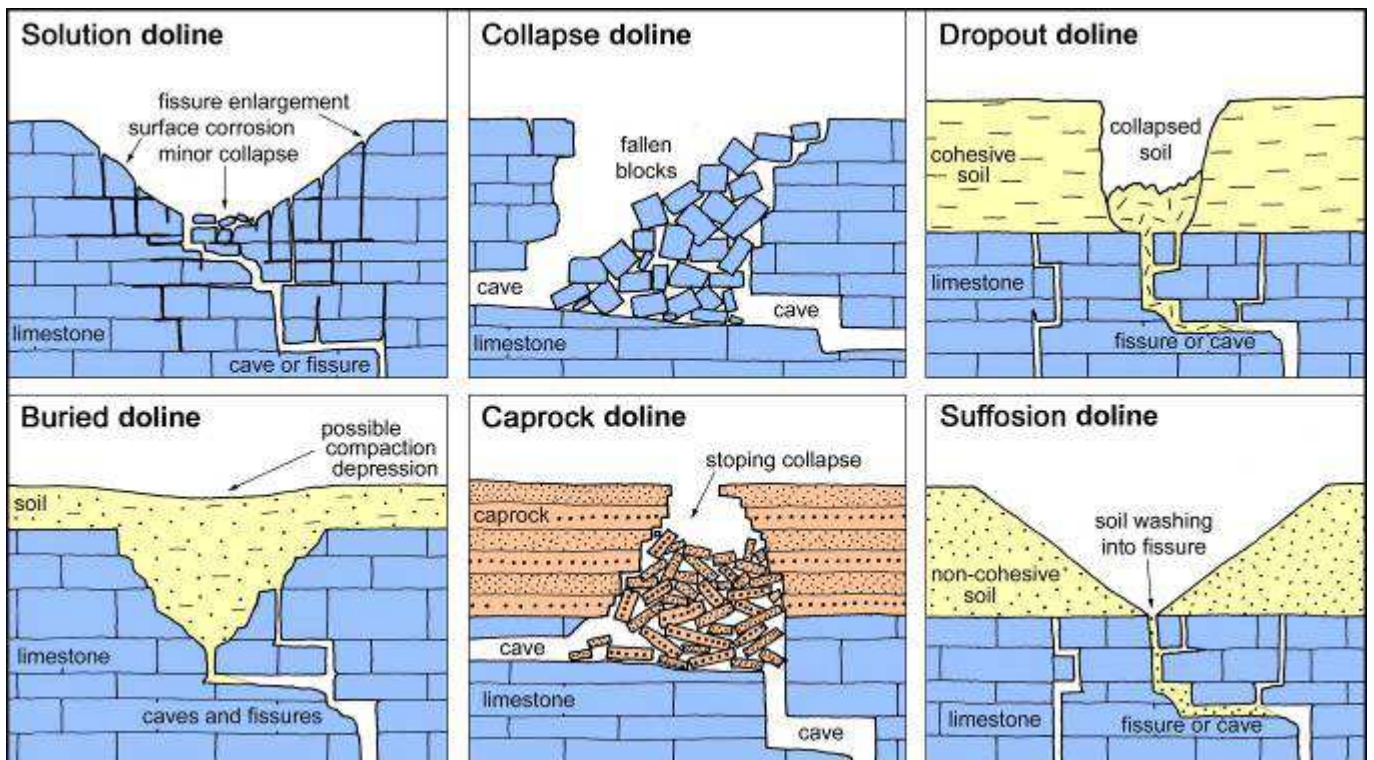 Solution doline
fissure enlargement
surface corrosion
minor collapse
limestone
cave or fissure
Collapse doline
fallen
blocks
cave
cave
limestone
Dropout doline
collapsed
soil
cohesive
soil
limestone
fissure or cave
Buried doline
possible
compaction
depression
soil
limestone
caves and fissures
Caprock doline
stoping collapse
caprock
cave
limestone
cave
Suffosion doline
soil washing
into fissure
non-cohesive
soil
limestone
fissure or cave